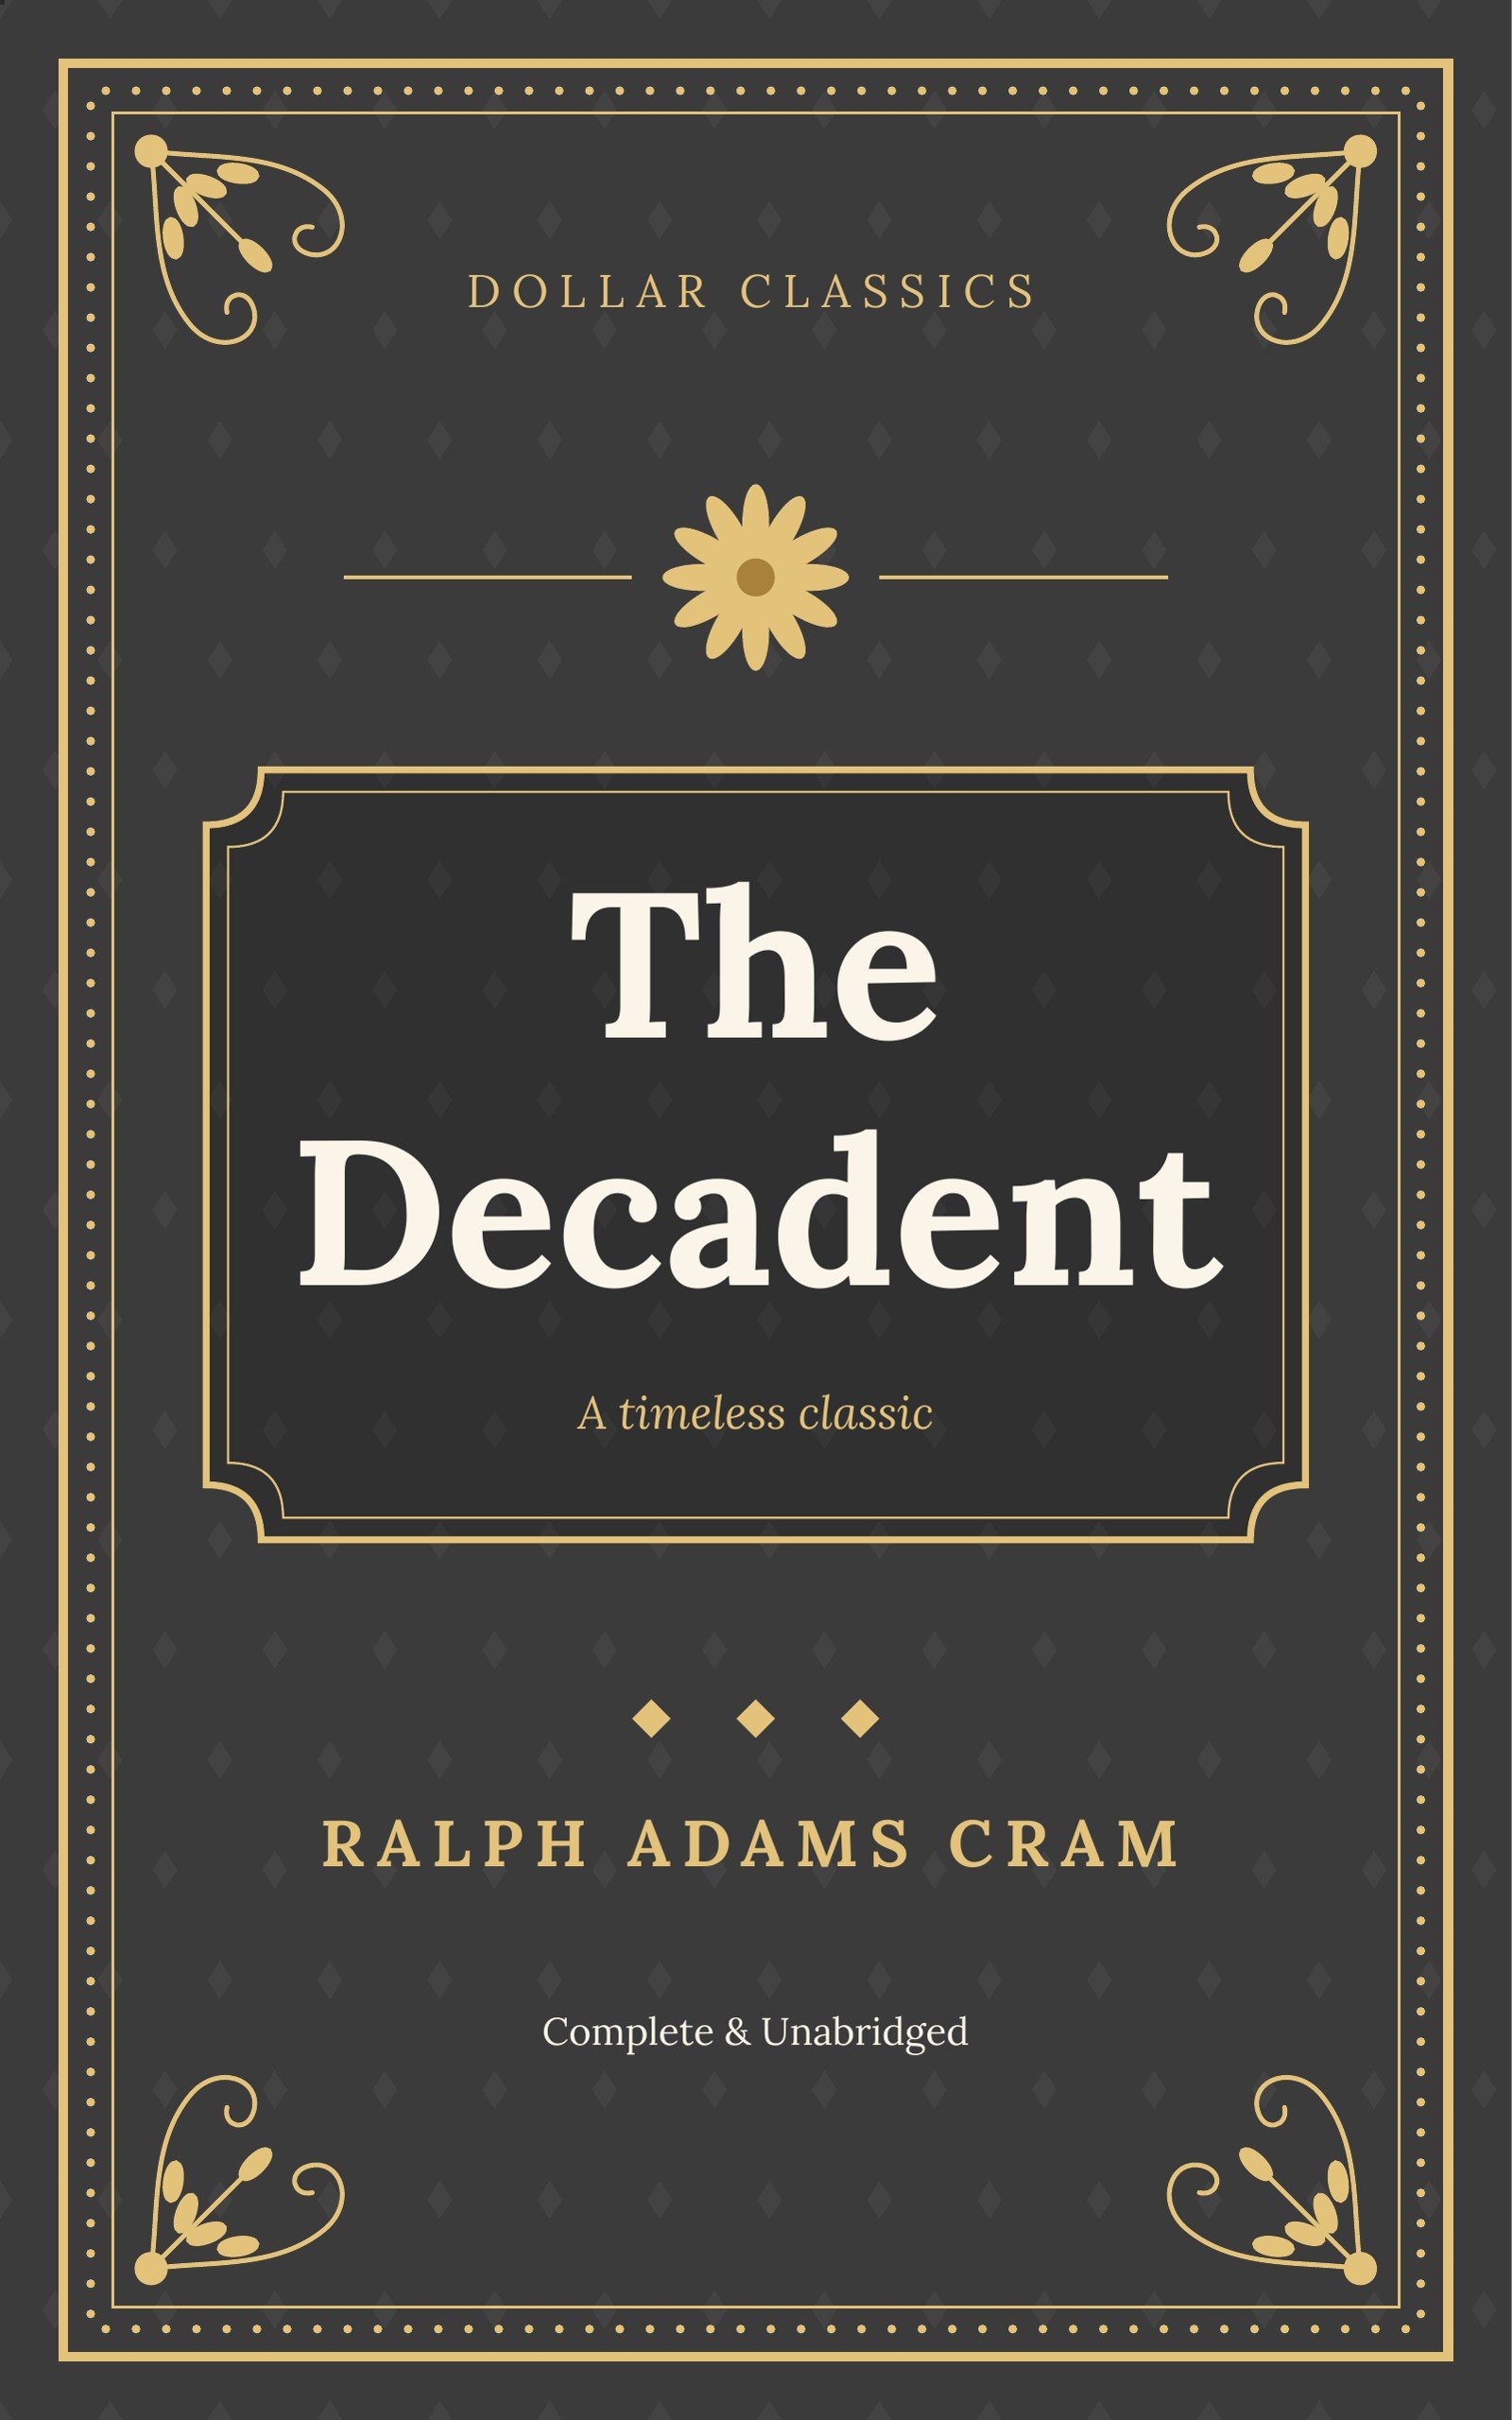 DOLLAR CLASSICS
The
Decadent
A timeless classic
RALPH ADAMS CRAM
Complete & Unabridged